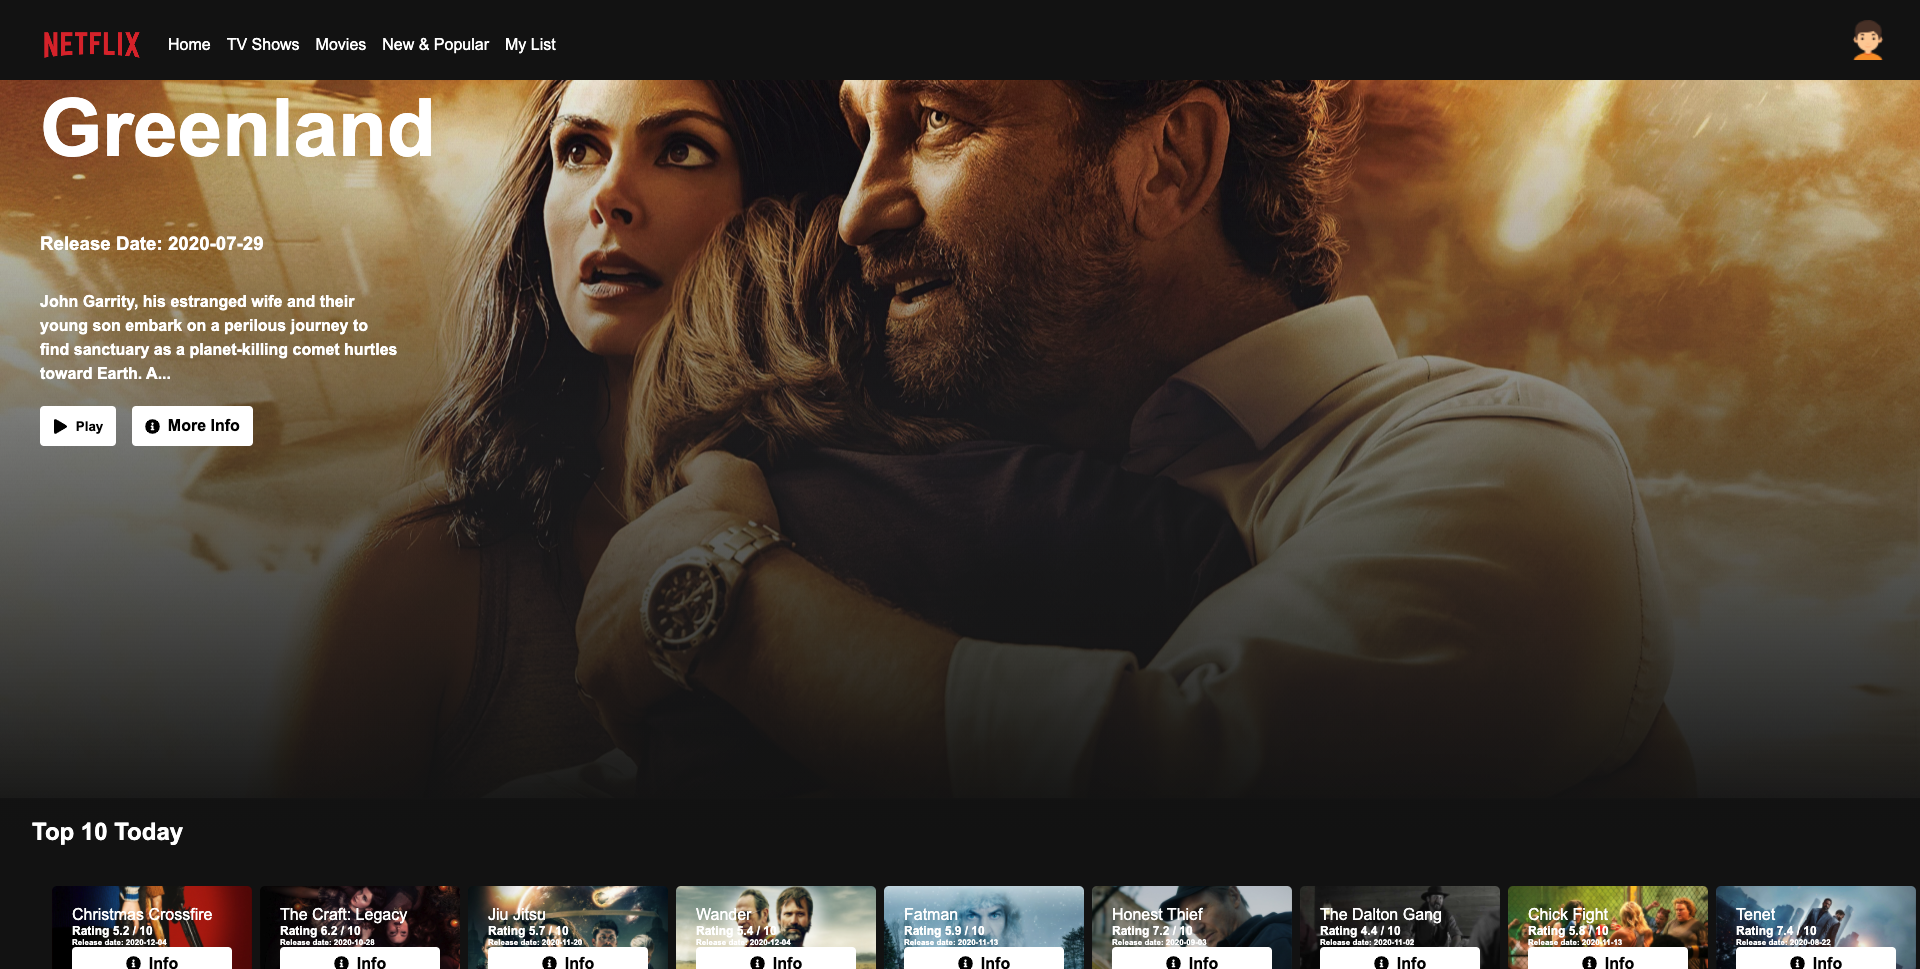 NETFLIX Home TV Shows Movies New & Popular My List
Greenland
Release Date: 2020-07-29
John Garrity, his estranged wife and their
young son embark on a perilous journey to
find sanctuary as a planet-killing comet hurtles
toward Earth. A...
Play More Info
Top 10 Today
Christmas Crossfire
Rating 5.2 / 10
Release date: 2020-12-04
Info
The Craft: Legacy
Rating 6.2 / 10
Release date: 2020-10-28
Info
Jiu Jitsu
Rating 5.7 / 10
Release date: 2020-11-20
Info
Wander
Rating 5.4 / 10
Release date: 2020-12-04
Info
Fatman
Rating 5.9 / 10
Release date: 2020-11-13
Info
Honest Thief
Rating 7.2 / 10
Release date: 2020-09-03
Info
The Dalton Gang
Rating 4.4 / 10
Release date: 2020-11-02
Info
Chick Fight
Rating 5.8 / 10
Release date: 2020-11-13
Info
Tenet
Rating 7.4 / 10
Release date: 2020-08-22
Info